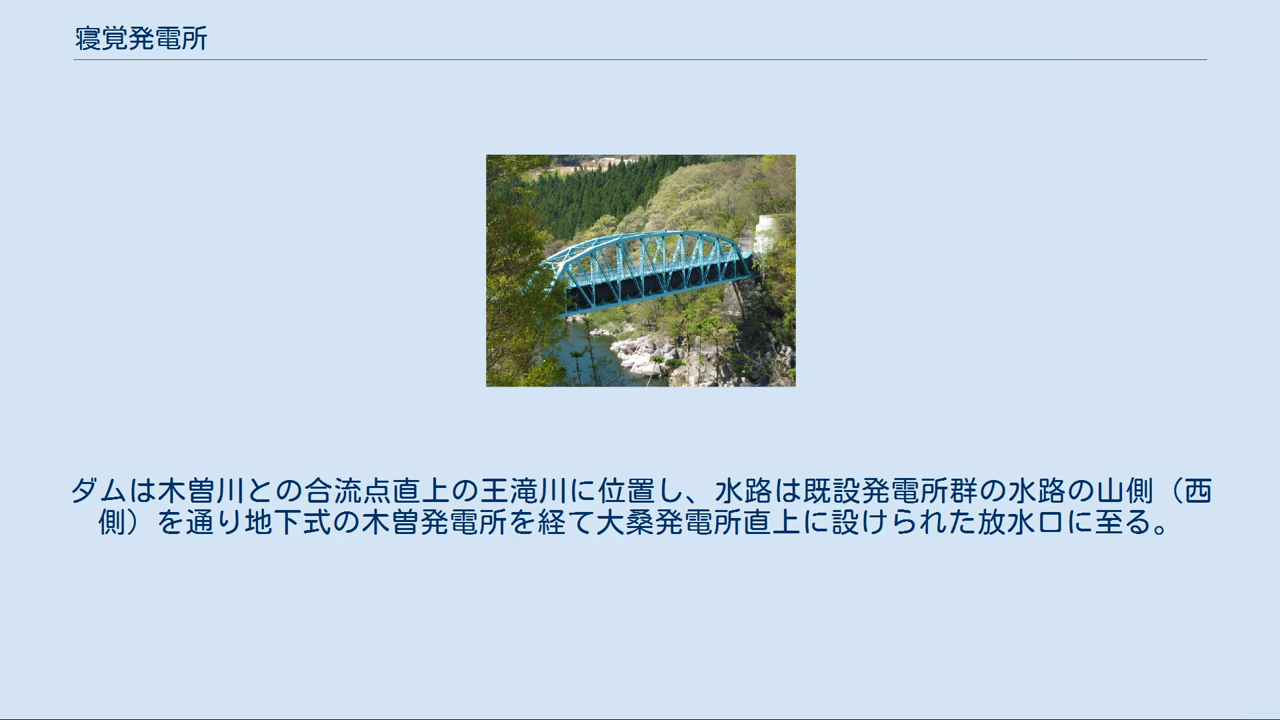 寝覚発電所
ダムは木曽川との合流点直上の王滝川に位置し、水路は既設発電所群の水路の山側（西
側）を通り地下式の木曽発電所を経て大桑発電所直上に設けられた放水口に至る。